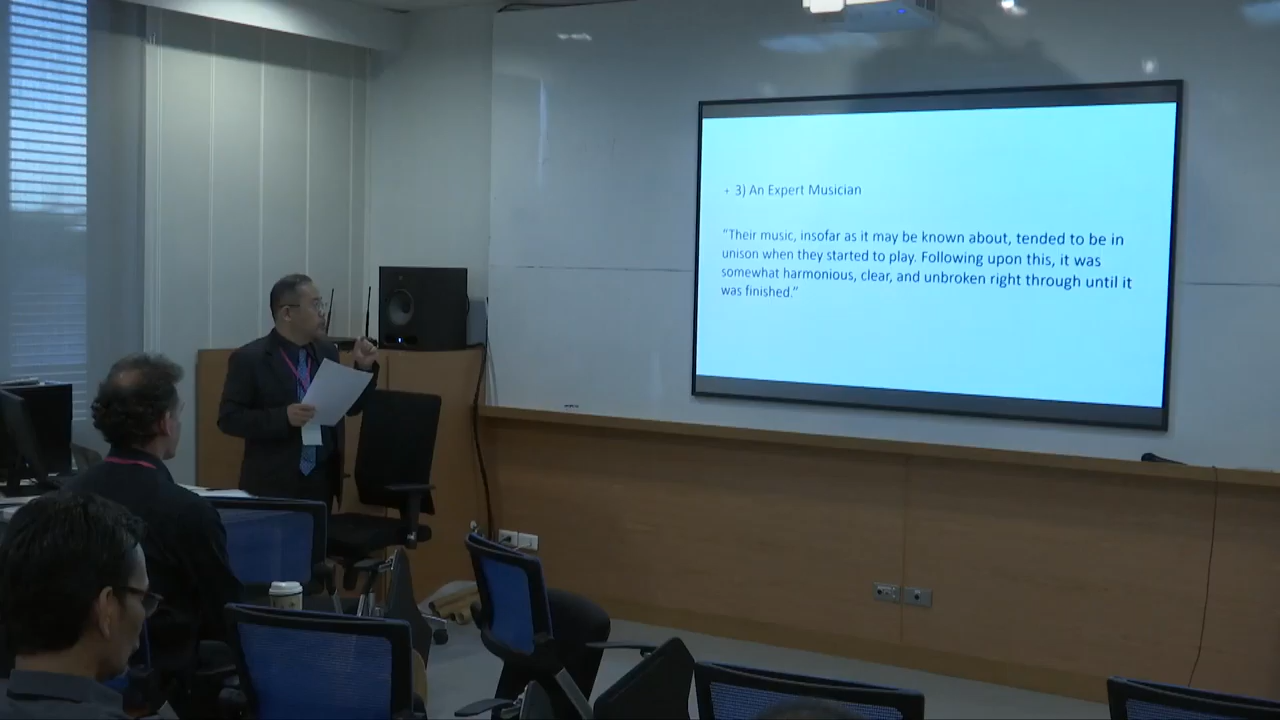 3) An Expert Musician
“Their music, insofar as it may be known about, tended to be in
unison when they started to play. Following upon this, it was
somewhat harmonious, clear, and unbroken right through until it
was finished.”